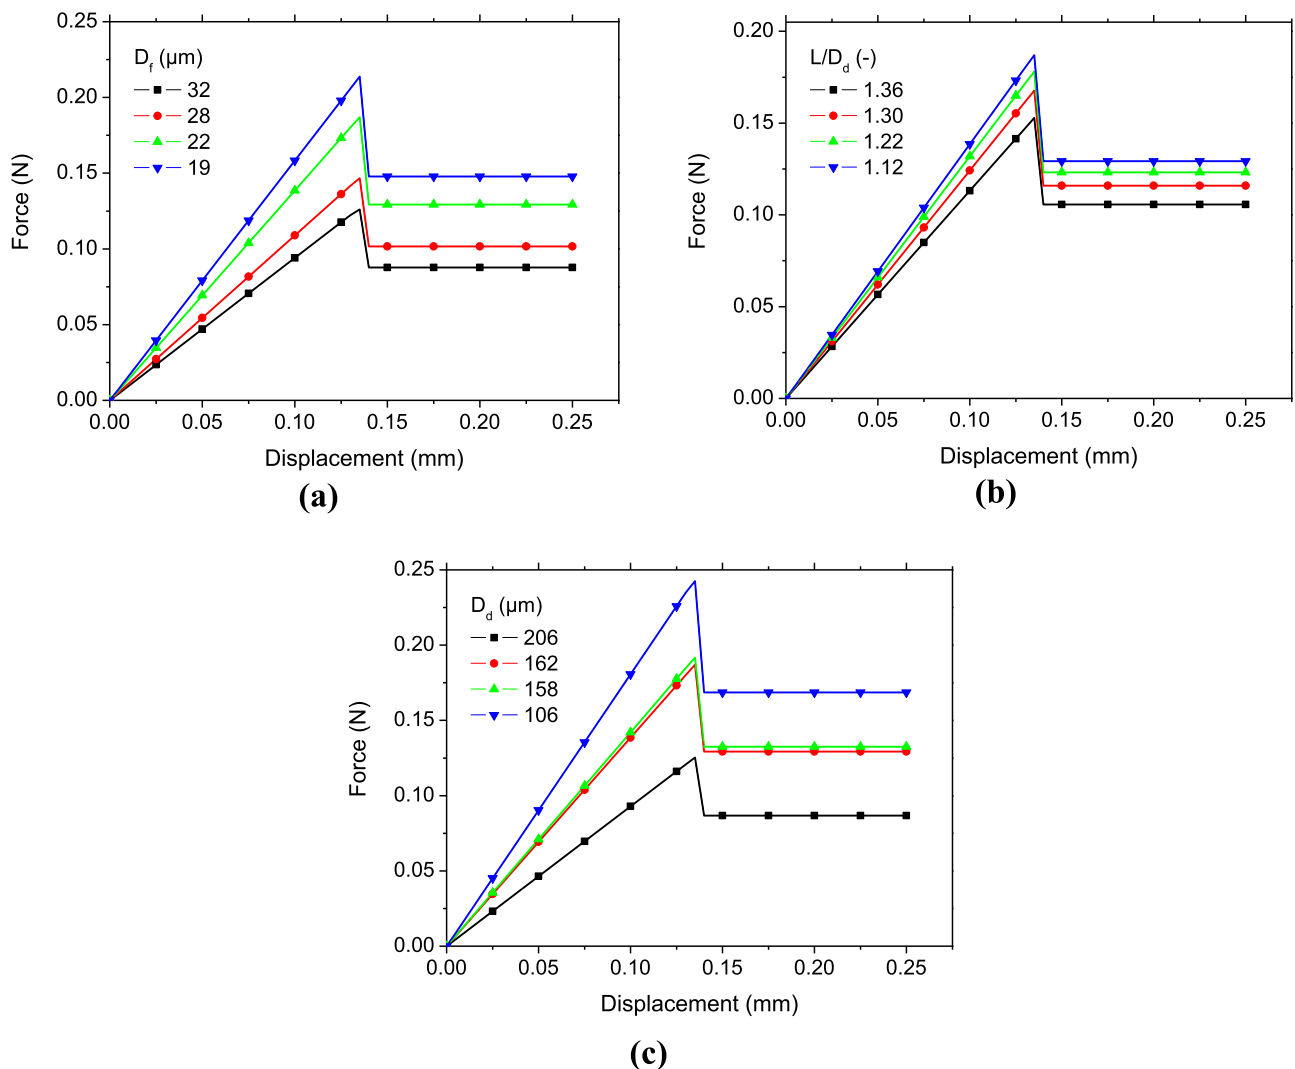 0.25
0.20
0.15
0.10
0.05
0.00
Force (N)
D_f (µm)
32
28
22
19
0.00 0.05 0.10 0.15 0.20 0.25
Displacement (mm)
(a)
0.20
0.15
0.10
0.05
0.00
Force (N)
L/D_d (-)
1.36
1.30
1.22
1.12
0.00 0.05 0.10 0.15 0.20 0.25
Displacement (mm)
(b)
0.25
0.20
0.15
0.10
0.05
0.00
Force (N)
D_d (µm)
206
162
158
106
0.00 0.05 0.10 0.15 0.20 0.25
Displacement (mm)
(c)